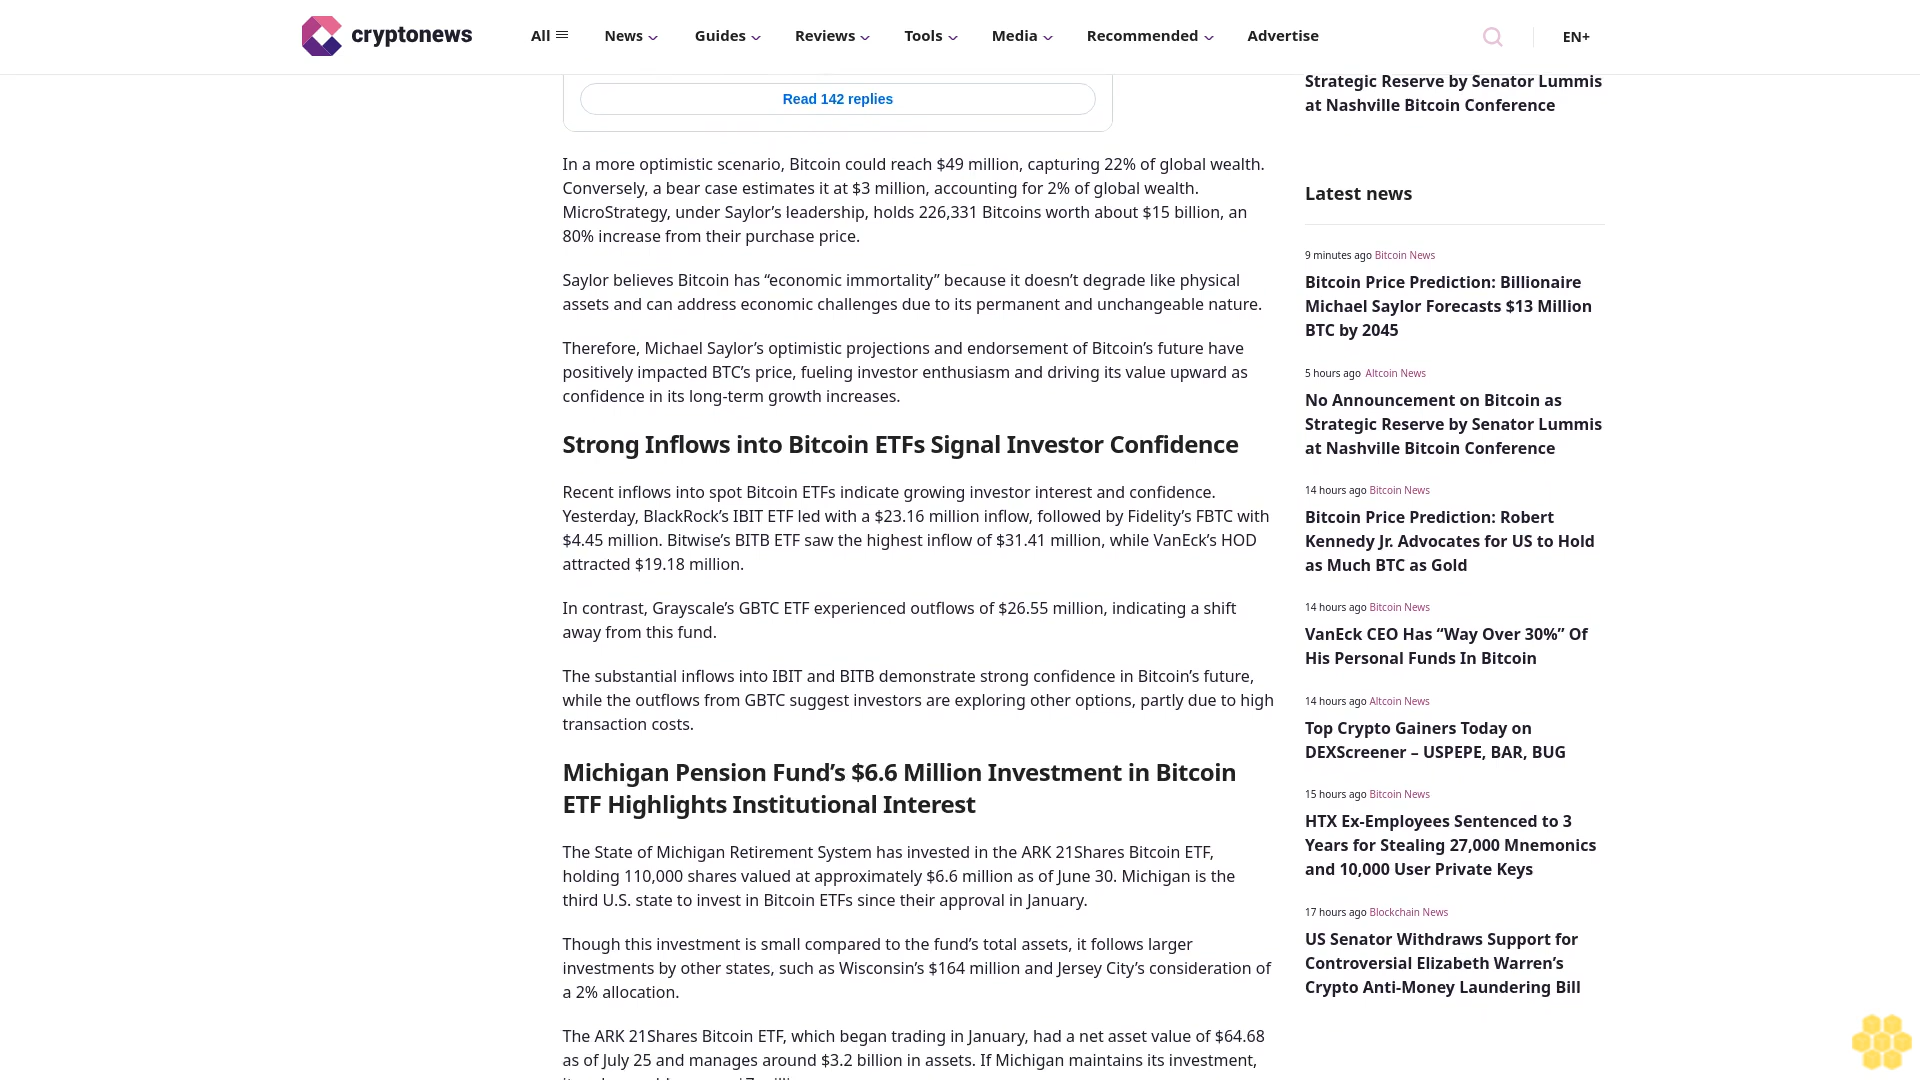 cryptonews
All
News
Guides
Reviews
Tools
Media
Recommended
Advertise
EN+
Read 142 replies
In a more optimistic scenario, Bitcoin could reach $49 million, capturing 22% of global wealth.
Conversely, a bear case estimates it at $3 million, accounting for 2% of global wealth.
MicroStrategy, under Saylor’s leadership, holds 226,331 Bitcoins worth about $15 billion, an
80% increase from their purchase price.
Saylor believes Bitcoin has “economic immortality” because it doesn’t degrade like physical
assets and can address economic challenges due to its permanent and unchangeable nature.
Therefore, Michael Saylor’s optimistic projections and endorsement of Bitcoin’s future have
positively impacted BTC’s price, fueling investor enthusiasm and driving its value upward as
confidence in its long-term growth increases.
Strong Inflows into Bitcoin ETFs Signal Investor Confidence
Recent inflows into spot Bitcoin ETFs indicate growing investor interest and confidence.
Yesterday, BlackRock’s IBIT ETF led with a $23.16 million inflow, followed by Fidelity’s FBTC with
$4.45 million. Bitwise’s BITB ETF saw the highest inflow of $31.41 million, while VanEck’s HOD
attracted $19.18 million.
In contrast, Grayscale’s GBTC ETF experienced outflows of $26.55 million, indicating a shift
away from this fund.
The substantial inflows into IBIT and BITB demonstrate strong confidence in Bitcoin’s future,
while the outflows from GBTC suggest investors are exploring other options, partly due to high
transaction costs.
Michigan Pension Fund’s $6.6 Million Investment in Bitcoin
ETF Highlights Institutional Interest
The State of Michigan Retirement System has invested in the ARK 21Shares Bitcoin ETF,
holding 110,000 shares valued at approximately $6.6 million as of June 30. Michigan is the
third U.S. state to invest in Bitcoin ETFs since their approval in January.
Though this investment is small compared to the fund’s total assets, it follows larger
investments by other states, such as Wisconsin’s $164 million and Jersey City’s consideration of
a 2% allocation.
The ARK 21Shares Bitcoin ETF, which began trading in January, had a net asset value of $64.68
as of July 25 and manages around $3.2 billion in assets. If Michigan maintains its investment,
Strategic Reserve by Senator Lummis
at Nashville Bitcoin Conference
Latest news
9 minutes ago Bitcoin News
Bitcoin Price Prediction: Billionaire
Michael Saylor Forecasts $13 Million
BTC by 2045
5 hours ago Altcoin News
No Announcement on Bitcoin as
Strategic Reserve by Senator Lummis
at Nashville Bitcoin Conference
14 hours ago Bitcoin News
Bitcoin Price Prediction: Robert
Kennedy Jr. Advocates for US to Hold
as Much BTC as Gold
14 hours ago Bitcoin News
VanEck CEO Has “Way Over 30%” Of
His Personal Funds In Bitcoin
14 hours ago Altcoin News
Top Crypto Gainers Today on
DEXScreener – USPEPE, BAR, BUG
15 hours ago Bitcoin News
HTX Ex-Employees Sentenced to 3
Years for Stealing 27,000 Mnemonics
and 10,000 User Private Keys
17 hours ago Blockchain News
US Senator Withdraws Support for
Controversial Elizabeth Warren’s
Crypto Anti-Money Laundering Bill